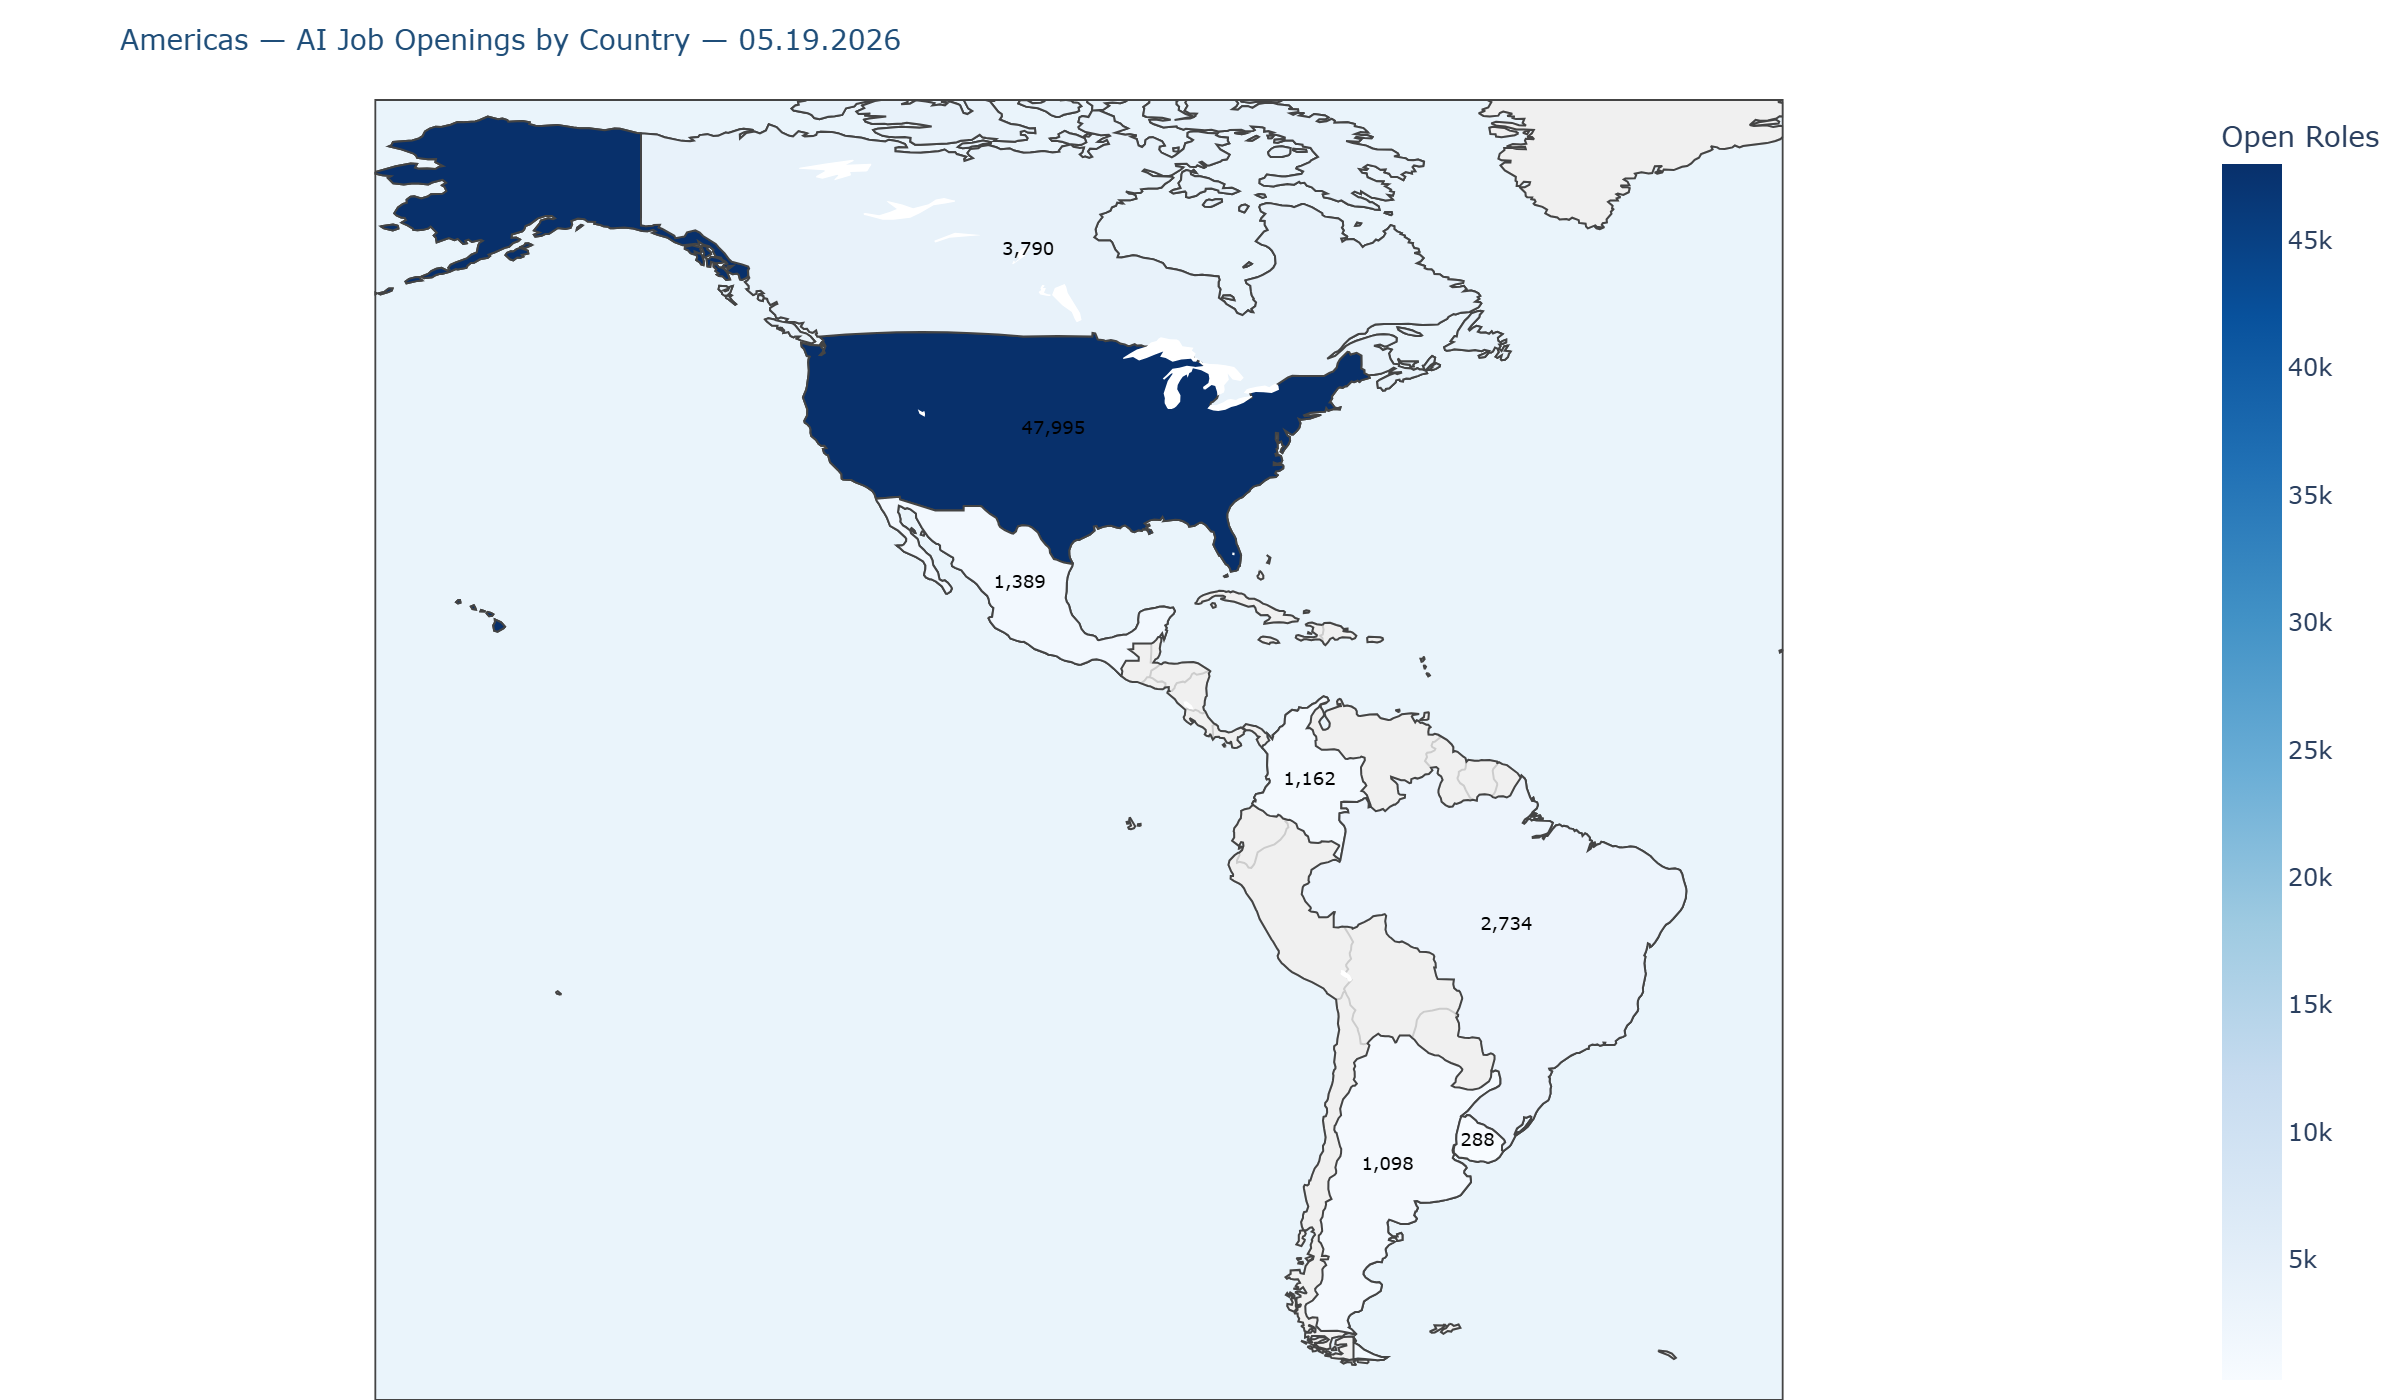 Americas — AI Job Openings by Country — 05.19.2026
Open Roles
45k
40k
35k
30k
25k
20k
15k
10k
5k
3,790
47,995
1,389
1,162
2,734
288
1,098